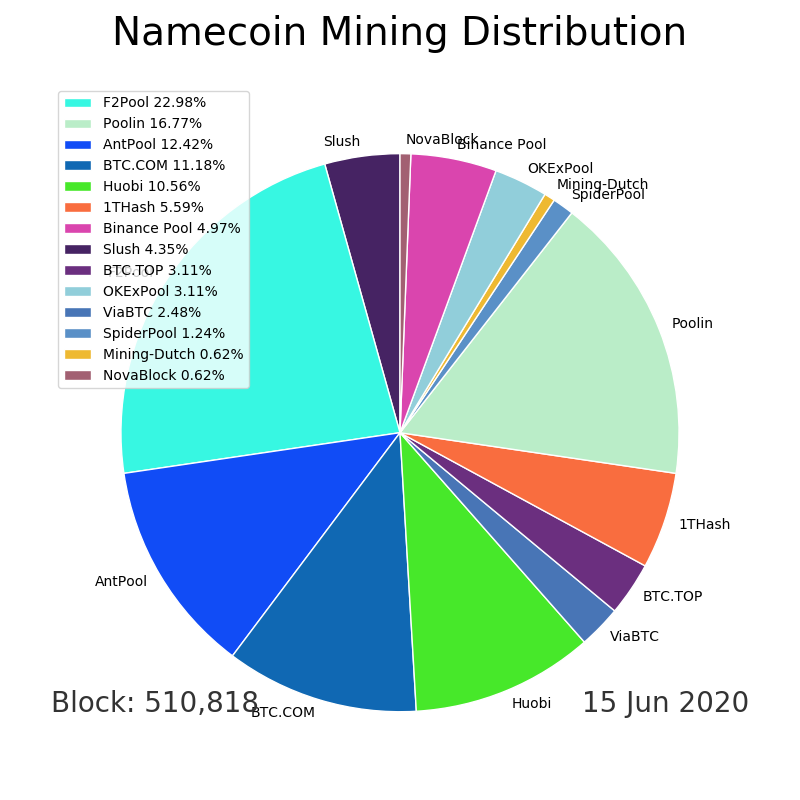 Namecoin Mining Distribution
F2Pool 22.98%
Poolin 16.77%
AntPool 12.42%
BTC.COM 11.18%
Huobi 10.56%
1THash 5.59%
Binance Pool 4.97%
Slush 4.35%
BTC.TOP 3.11%
OKExPool 3.11%
ViaBTC 2.48%
SpiderPool 1.24%
Mining-Dutch 0.62%
NovaBlock 0.62%
Slush
NovaBlock
Binance Pool
OKExPool
Mining-Dutch
SpiderPool
F2Pool
Poolin
1THash
AntPool
BTC.TOP
ViaBTC
Huobi
BTC.COM
Block: 510,818
15 Jun 2020